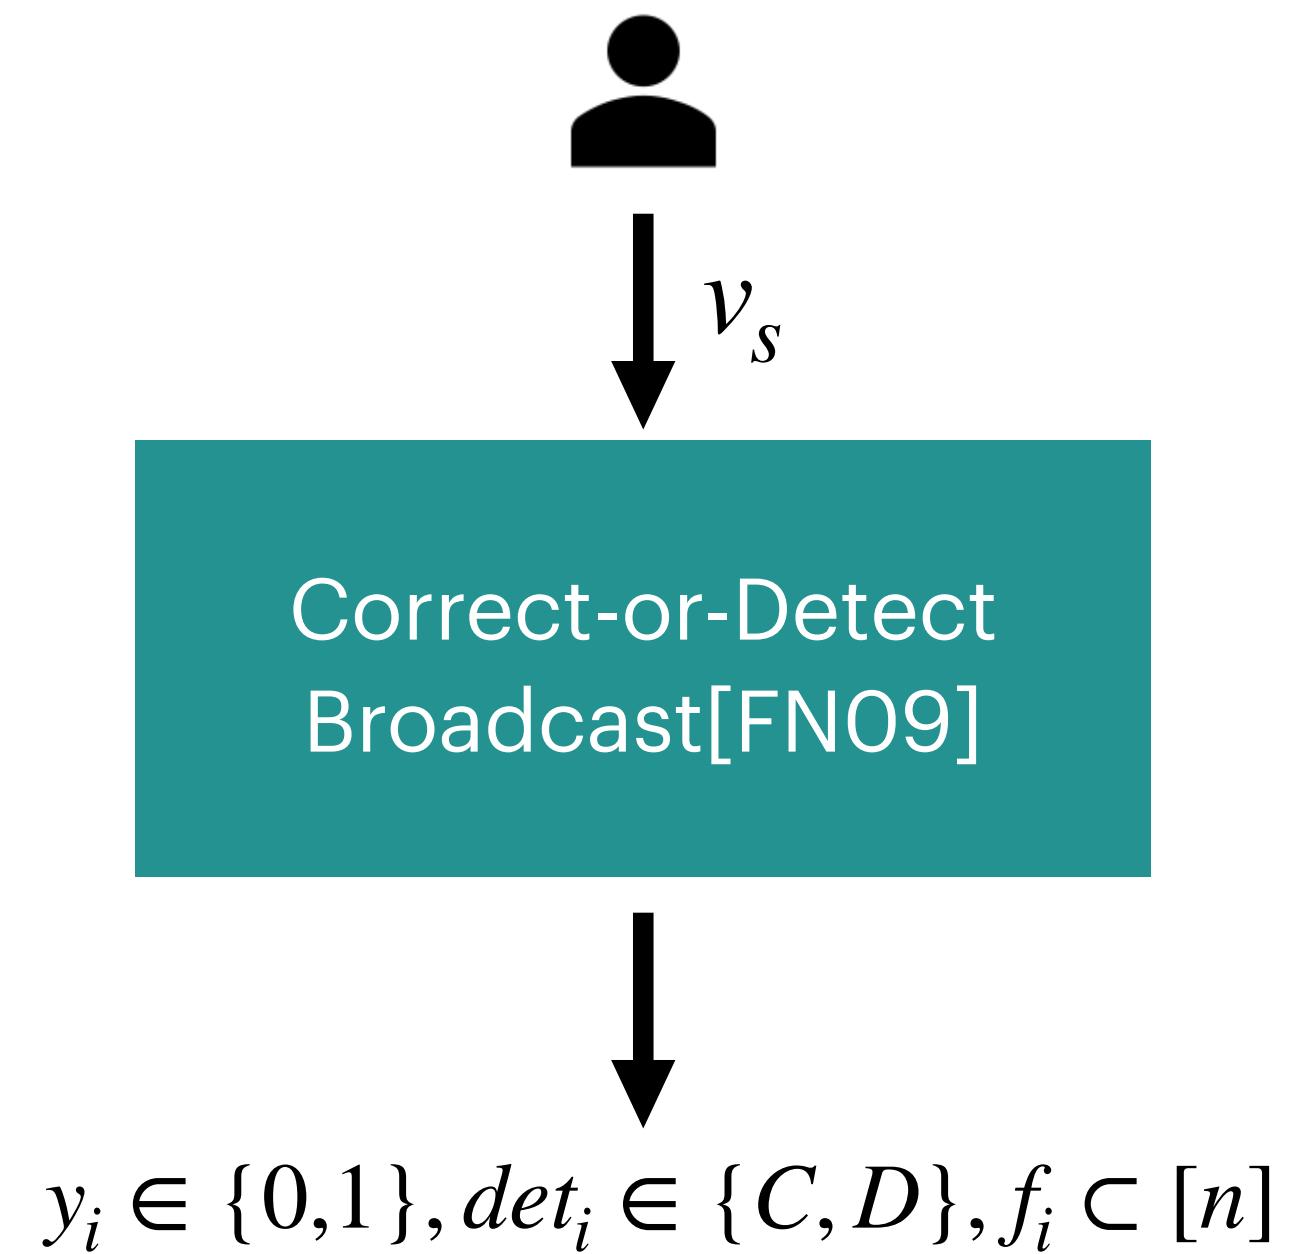 v_s
Correct-or-Detect
Broadcast[FN09]
y_i ∈ {0,1}, det_i ∈ {C, D}, f_i ⊂ [n]